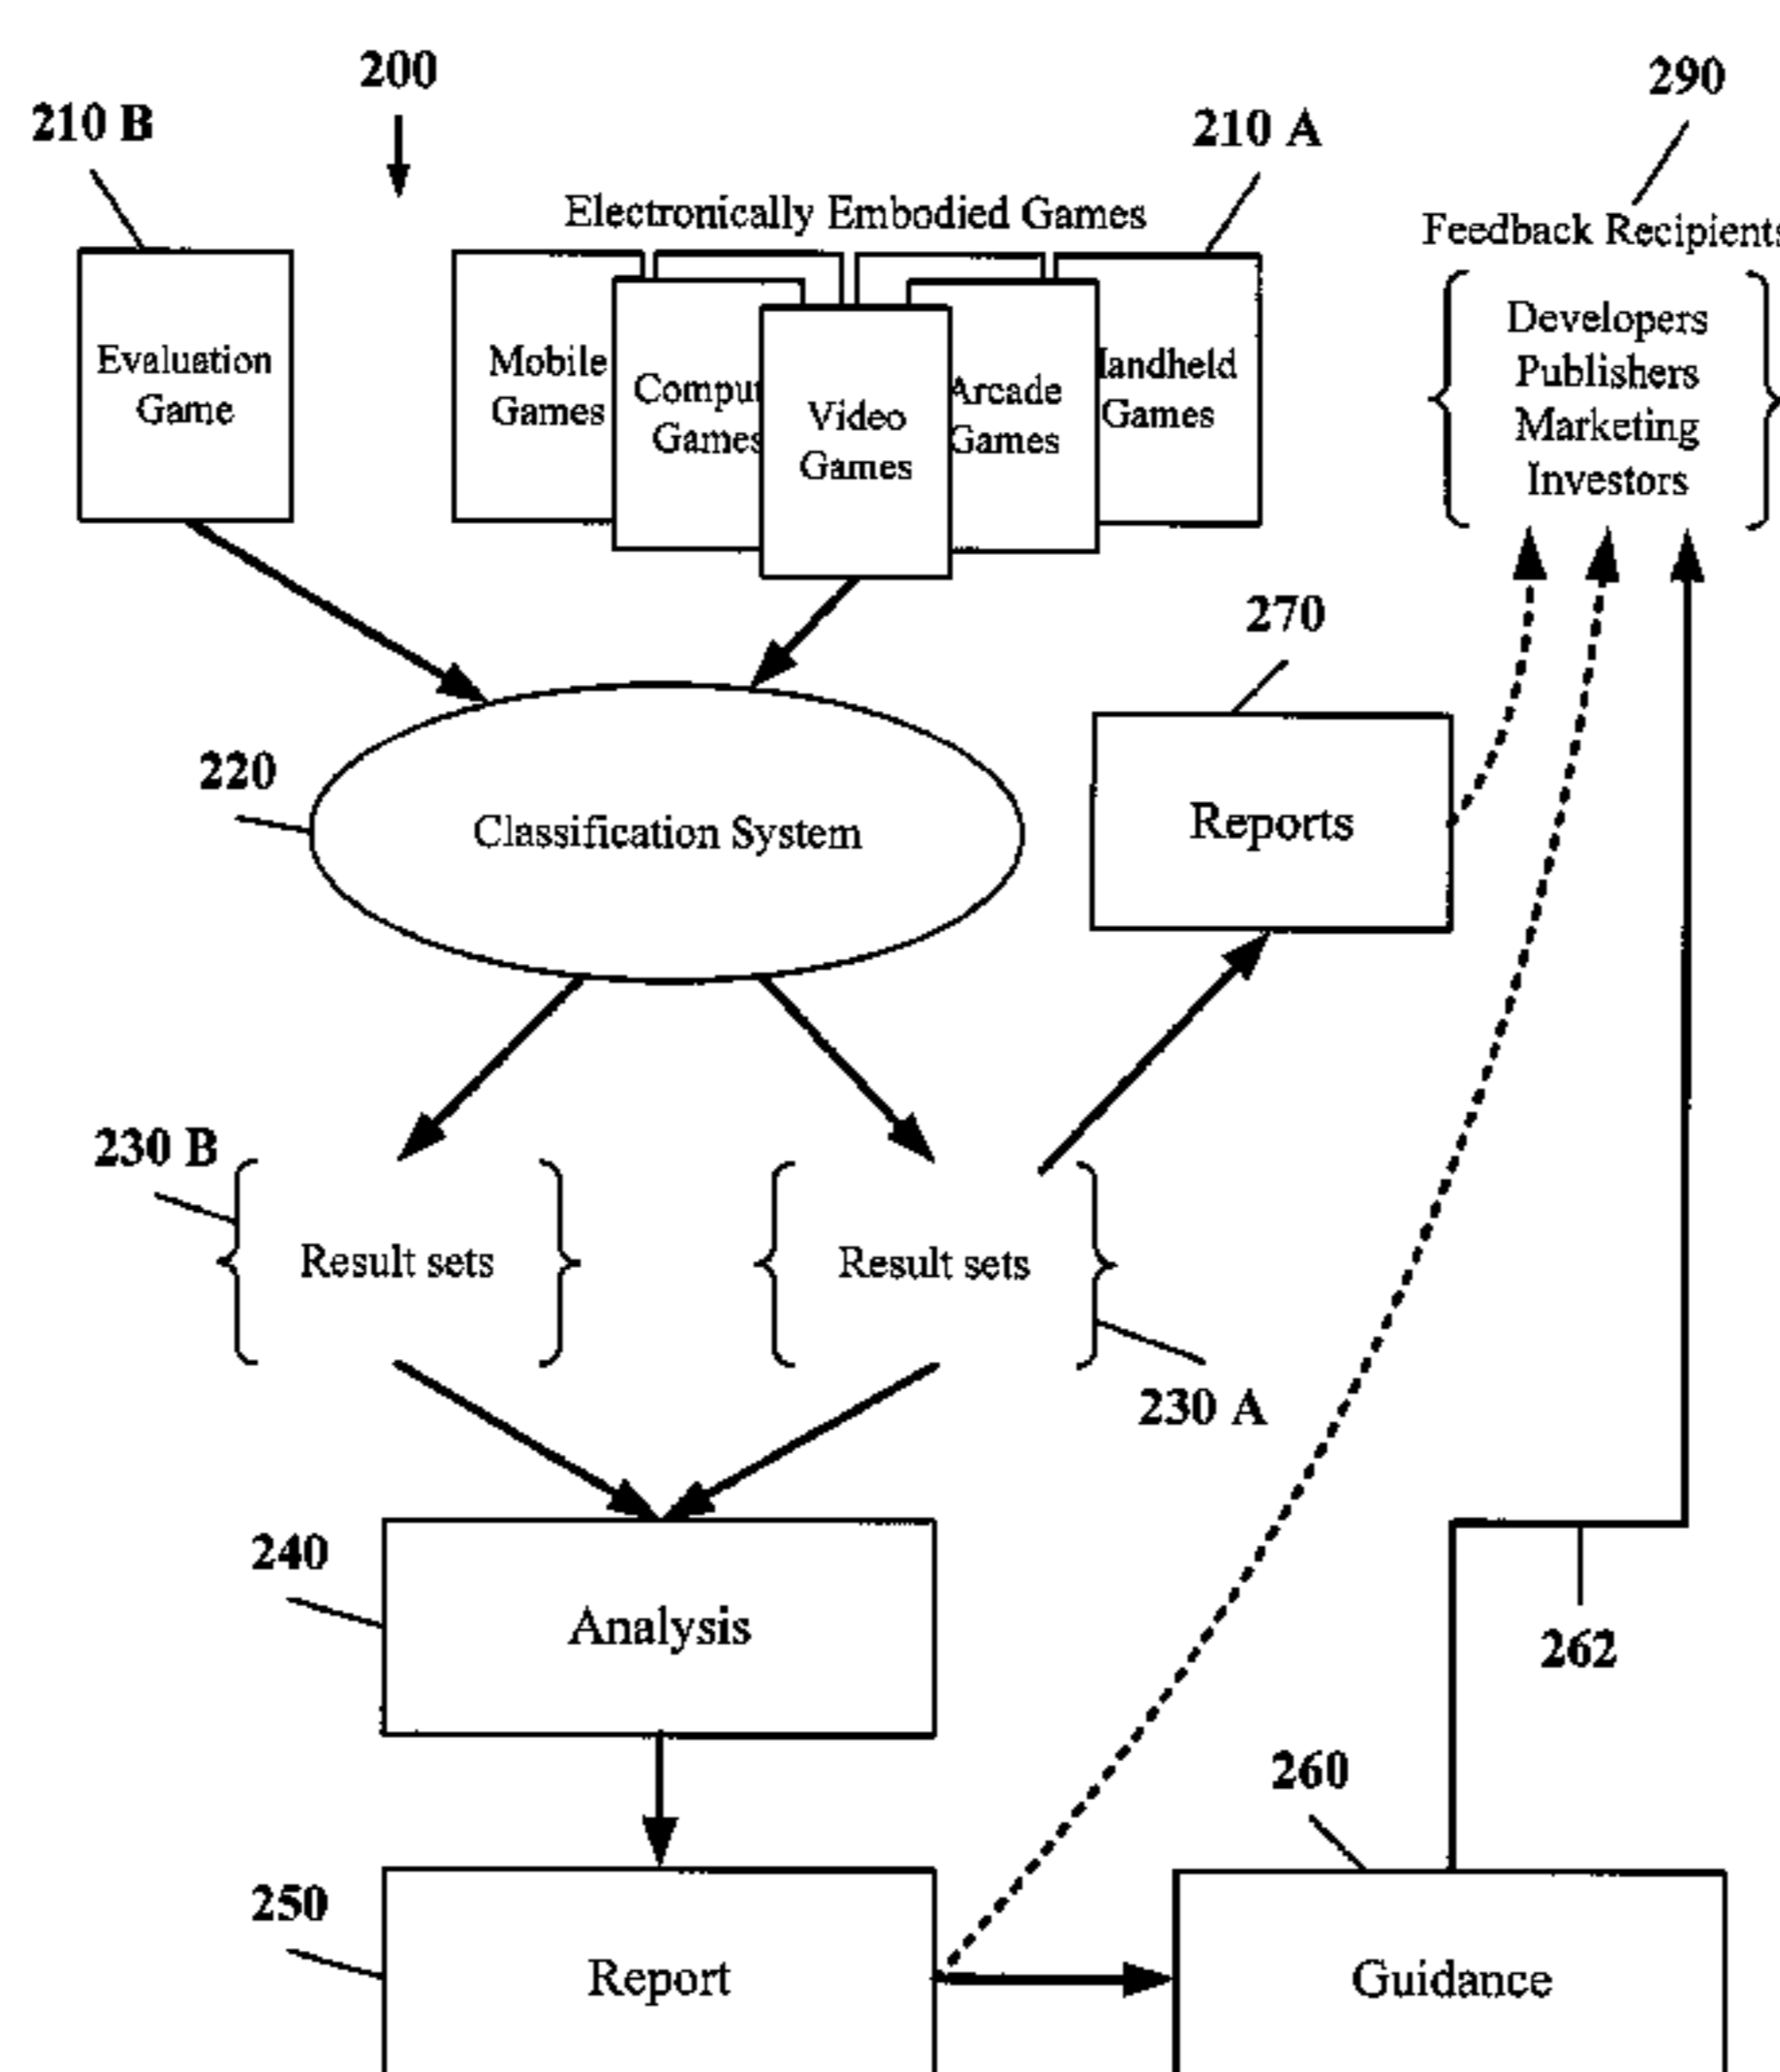 200
290
210 B
210 A
Electronically Embodied Games
Feedback Recipients
Evaluation
Game
Mobile
Games
Games
Video
Games
Arcade
Games
Games
Developers
Publishers
Marketing
Investors
270
220
Classification System
Reports
230 B
Result sets
Result sets
230 A
240
Analysis
262
260
250
Report
Guidance